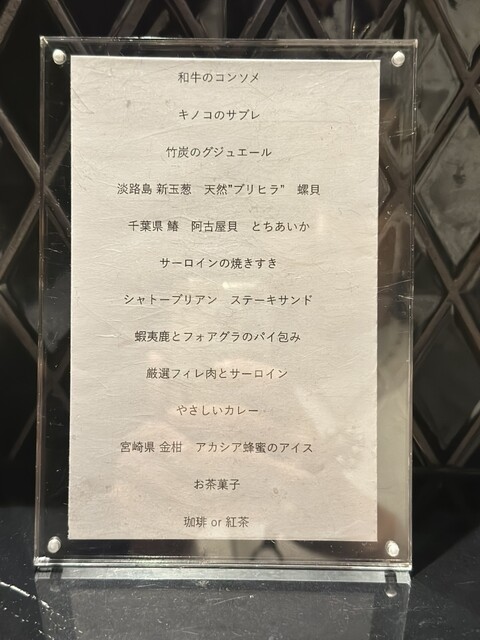 和牛のコンソメ
キノコのサブレ
竹炭のグジュエール
淡路島 新玉葱　天然"ブリヒラ"　螺貝
千葉県 鰆　阿古屋貝　とちあいか
サーロインの焼きすき
シャトーブリアン　ステーキサンド
蝦夷鹿とフォアグラのパイ包み
厳選フィレ肉とサーロイン
やさしいカレー
宮崎県 金柑　アカシア蜂蜜のアイス
お茶菓子
珈琲 or 紅茶